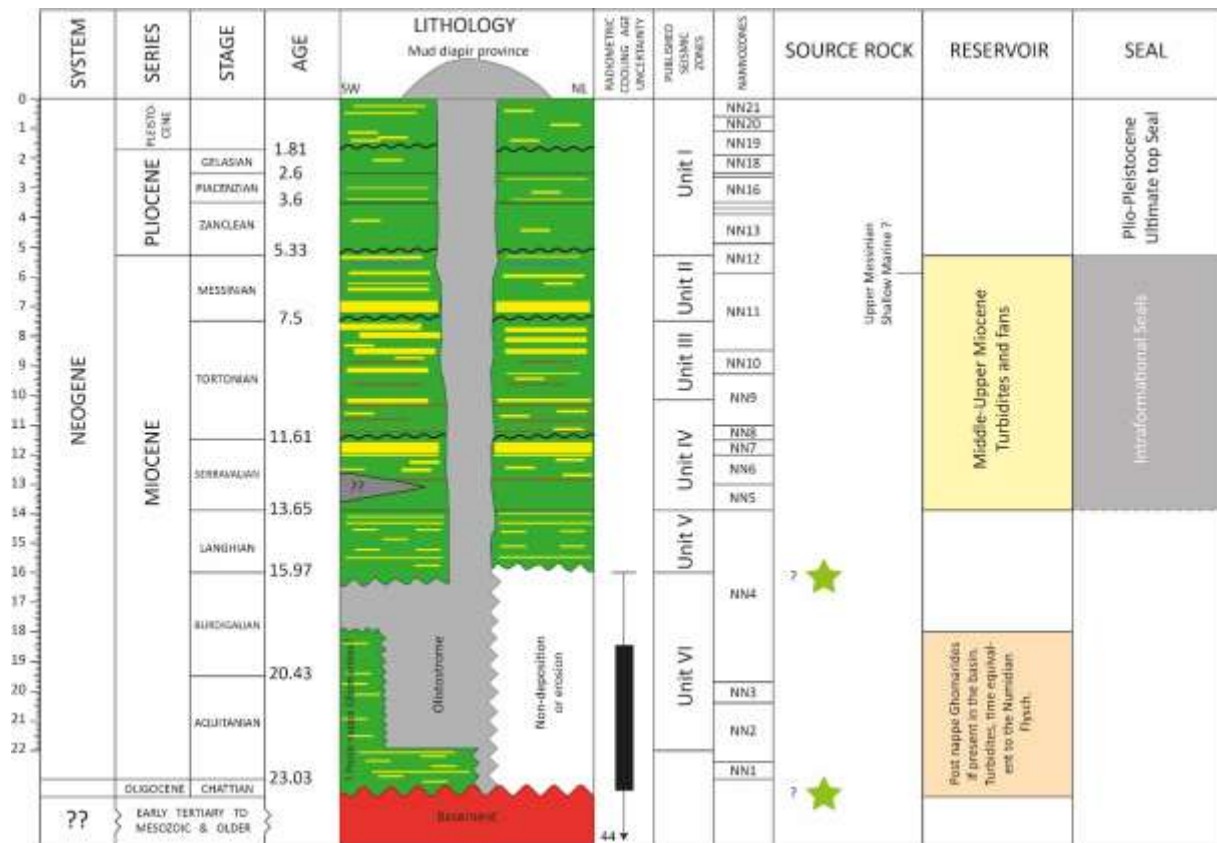 SYSTEM
SERIES
STAGE
AGE
LITHOLOGY
Mud diapir province
SW
RADIOMETRIC
COOLING AGE
UNCERTAINTY
PUBLISHED
SEISMIC
ZONES
NANNOZONES
SOURCE ROCK
RESERVOIR
SEAL
0
1
2
3
4
5
6
7
8
9
10
11
12
13
14
15
16
17
18
19
20
21
22
NEOGENE
??
PLEISTO-
CENE
PLIOCENE
MIOCENE
OLIGOCENE
EARLY TERTIARY TO
MESOZOIC & OLDER
GELASIAN
PIACENZIAN
ZANCLEAN
MESSINIAN
TORTONIAN
SERRAVALIAN
LANGHIAN
BURDIGALIAN
AQUITANIAN
CHATTIAN
1.81
2.6
3.6
5.33
7.5
11.61
13.65
15.97
20.43
23.03
??
Olistostrome
Non-deposition
or erosion
Basement
44
Unit I
Unit II
Unit III
Unit IV
Unit V
Unit VI
NN21
NN20
NN19
NN18
NN16
NN13
NN12
NN11
NN10
NN9
NN8
NN7
NN6
NN5
NN4
NN3
NN2
NN1
Upper Messinian
Shallow Marine ?
?
?
Middle-Upper Miocene
Turbidites and fans
Post nappe Ghomarides
if present in the basin.
Turbidites, time equival-
ent to the Numidian
Flysch.
Plio-Pleistocene
Ultimate top Seal
Intraformational Seals